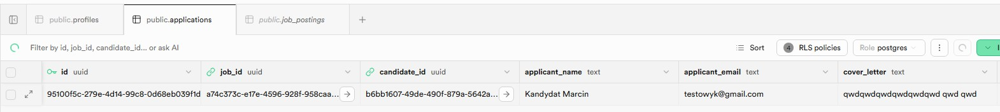 public.profiles
public.applications
public.job_postings
Filter by id, job_id, candidate_id... or ask AI
Sort
4 RLS policies
Role postgres
id uuid
job_id uuid
candidate_id uuid
applicant_name text
applicant_email text
cover_letter text
95100f5c-279e-4d14-99c8-0d68eb039f1d
a74c373c-e17e-4596-928f-958caa...
b6bb1607-49de-490f-879a-5642a...
Kandydat Marcin
testowyk@gmail.com
qwdqwdqwdqwdqwdqwd qwd qwd